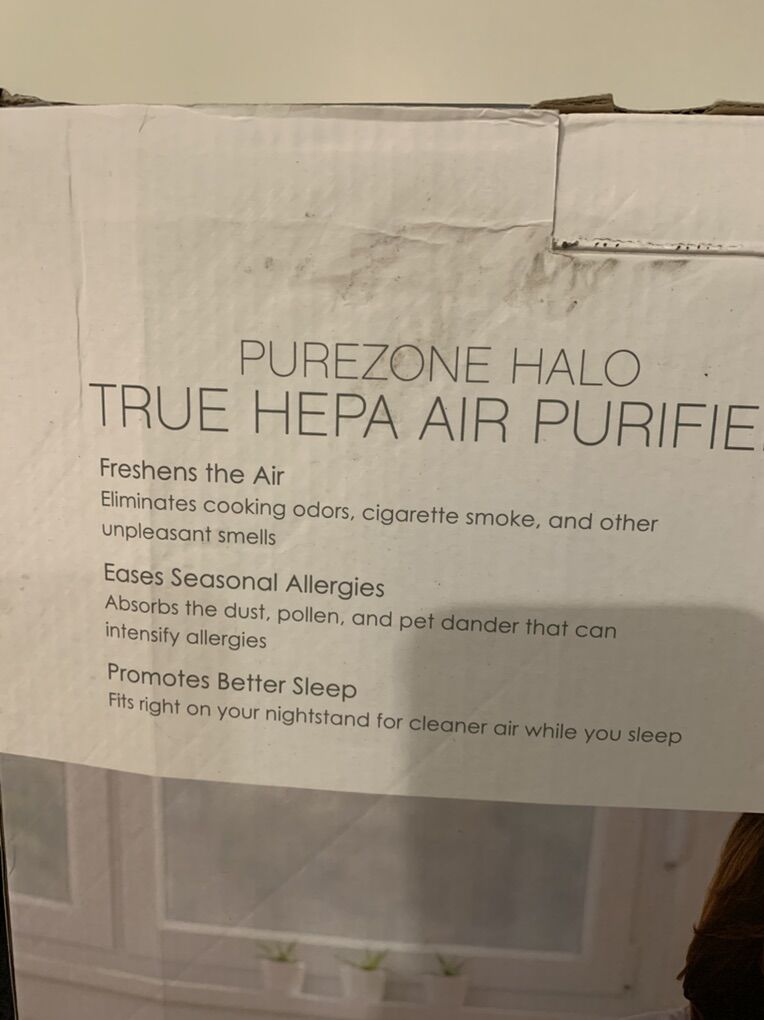 PUREZONE HALO
TRUE HEPA AIR PURIFIE
Freshens the Air
Eliminates cooking odors, cigarette smoke, and other
unpleasant smells
Eases Seasonal Allergies
Absorbs the dust, pollen, and pet dander that can
intensify allergies
Promotes Better Sleep
Fits right on your nightstand for cleaner air while you sleep